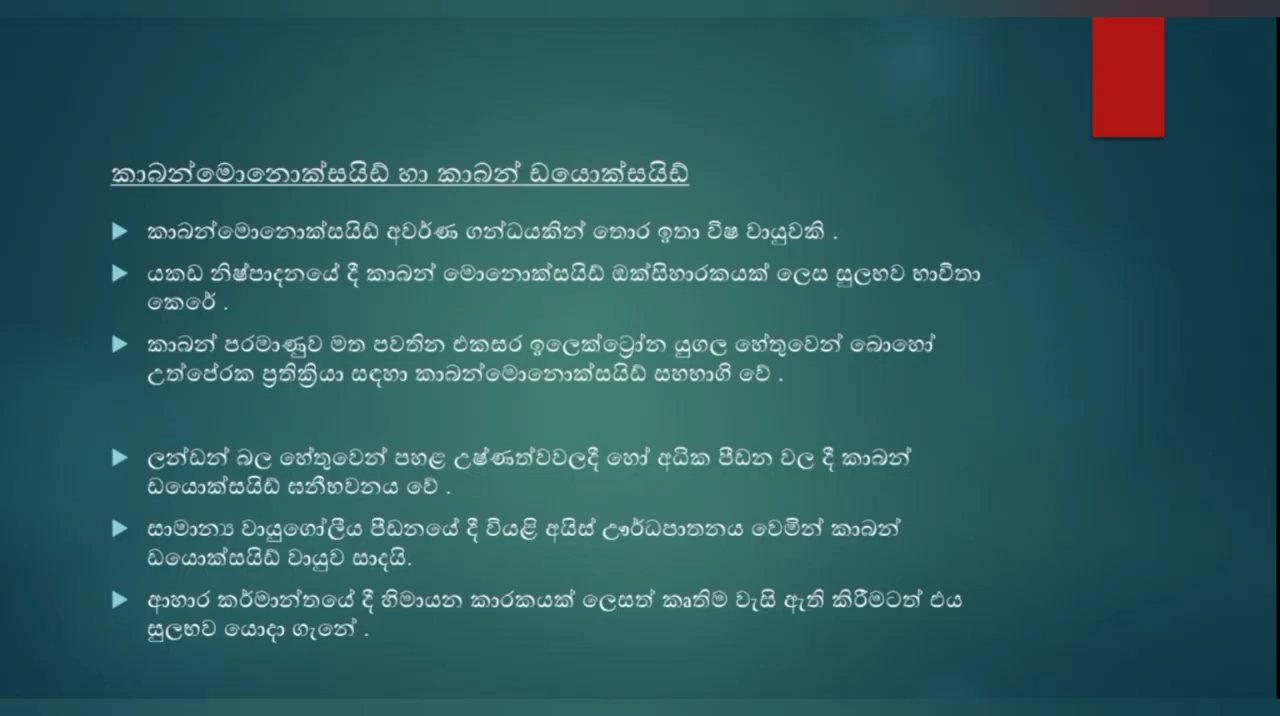 කාබන්මොනොක්සයිඩ් හා කාබන් ඩයොක්සයිඩ්
කාබන්මොනොක්සයිඩ් අවර්ණ ගන්ධයකින් තොර ඉතා විෂ වායුවකි .
යකඩ නිෂ්පාදනයේ දී කාබන් මොනොක්සයිඩ් ඔක්සිහාරකයක් ලෙස සුලභව භාවිතා
කෙරේ .
කාබන් පරමාණුව මත පවතින එකසර ඉලෙක්ට්‍රෝන යුගල හේතුවෙන් බොහෝ
උත්ප්‍රේරක ප්‍රතික්‍රියා සඳහා කාබන්මොනොක්සයිඩ් සහභාගි වේ .
ලන්ඩන් බල හේතුවෙන් පහළ උෂ්ණත්වවලදී හෝ අධික පීඩන වල දී කාබන්
ඩයොක්සයිඩ් ඝනීභවනය වේ .
සාමාන්‍ය වායුගෝලීය පීඩනයේ දී වියළි අයිස් ඌර්ධපාතනය වෙමින් කාබන්
ඩයොක්සයිඩ් වායුව සාදයි.
ආහාර කර්මාන්තයේ දී හිමායන කාරකයක් ලෙසත් කෘතිම වැසි ඇති කිරීමටත් එය
සුලභව යොදා ගැනේ .